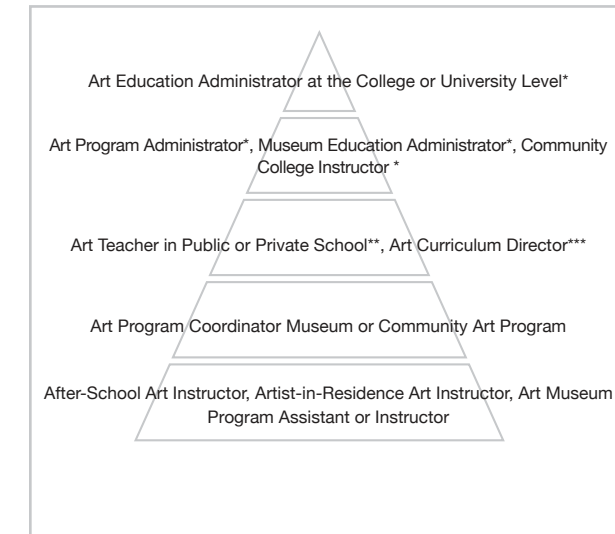 Art Education Administrator at the College or University Level*
Art Program Administrator*, Museum Education Administrator*, Community
College Instructor *
Art Teacher in Public or Private School**, Art Curriculum Director***
Art Program Coordinator Museum or Community Art Program
After-School Art Instructor, Artist-in-Residence Art Instructor, Art Museum
Program Assistant or Instructor